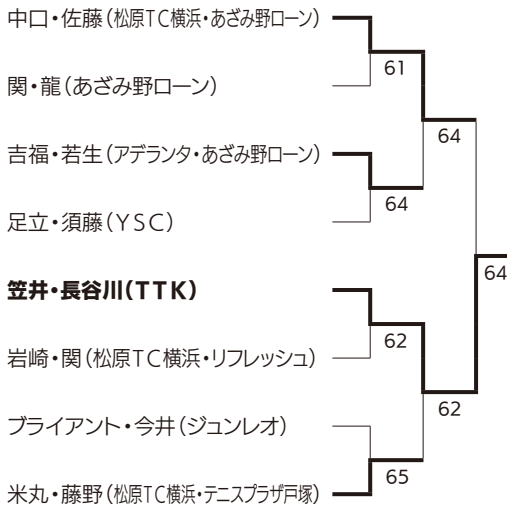 中口・佐藤(松原TC横浜・あざみ野ローン)
61
関・龍(あざみ野ローン)
64
吉福・若生(アデランタ・あざみ野ローン)
64
足立・須藤(YSC)
64
笠井・長谷川(TTK)
62
岩崎・関(松原TC横浜・リフレッシュ)
62
ブライアント・今井(ジュンレオ)
65
米丸・藤野(松原TC横浜・テニスプラザ戸塚)